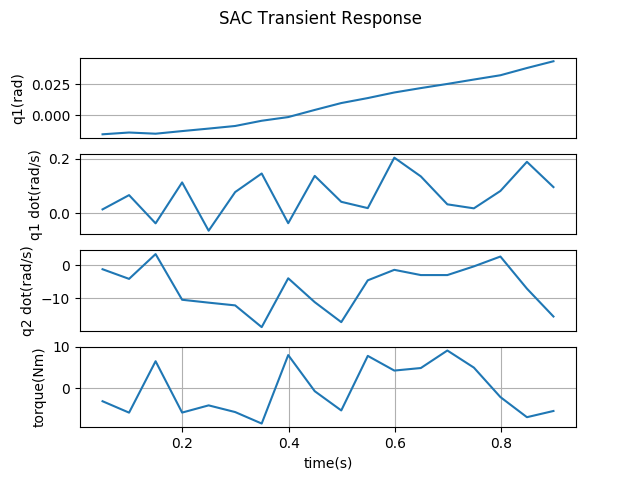 SAC Transient Response
q1(rad)
0.025
0.000
q1 dot(rad/s)
0.2
0.0
q2 dot(rad/s)
0
−10
torque(Nm)
10
0
0.2 0.4 0.6 0.8
time(s)